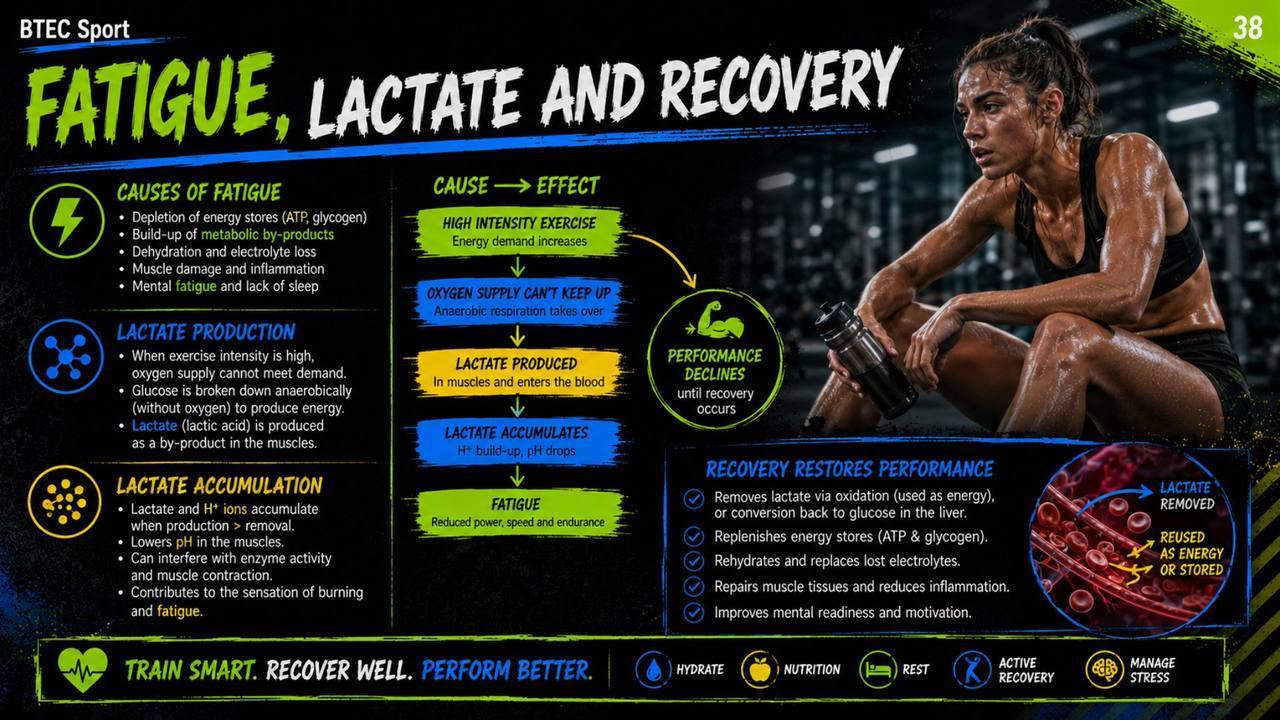 BTEC Sport
38
FATIGUE, LACTATE AND RECOVERY
CAUSES OF FATIGUE
• Depletion of energy stores (ATP, glycogen)
• Build-up of metabolic by-products
• Dehydration and electrolyte loss
• Muscle damage and inflammation
• Mental fatigue and lack of sleep
LACTATE PRODUCTION
• When exercise intensity is high,
oxygen supply cannot meet demand.
• Glucose is broken down anaerobically
(without oxygen) to produce energy.
• Lactate (lactic acid) is produced
as a by-product in the muscles.
LACTATE ACCUMULATION
• Lactate and H⁺ ions accumulate
when production > removal.
• Lowers pH in the muscles.
• Can interfere with enzyme activity
and muscle contraction.
• Contributes to the sensation of burning
and fatigue.
CAUSE → EFFECT
HIGH INTENSITY EXERCISE
Energy demand increases
OXYGEN SUPPLY CAN'T KEEP UP
Anaerobic respiration takes over
LACTATE PRODUCED
In muscles and enters the blood
LACTATE ACCUMULATES
H⁺ build-up, pH drops
FATIGUE
Reduced power, speed and endurance
PERFORMANCE
DECLINES
until recovery
occurs
RECOVERY RESTORES PERFORMANCE
Removes lactate via oxidation (used as energy),
or conversion back to glucose in the liver.
Replenishes energy stores (ATP & glycogen).
Rehydrates and replaces lost electrolytes.
Repairs muscle tissues and reduces inflammation.
Improves mental readiness and motivation.
LACTATE
REMOVED
REUSED
AS ENERGY
OR STORED
TRAIN SMART. RECOVER WELL. PERFORM BETTER.
HYDRATE
NUTRITION
REST
ACTIVE
RECOVERY
MANAGE
STRESS